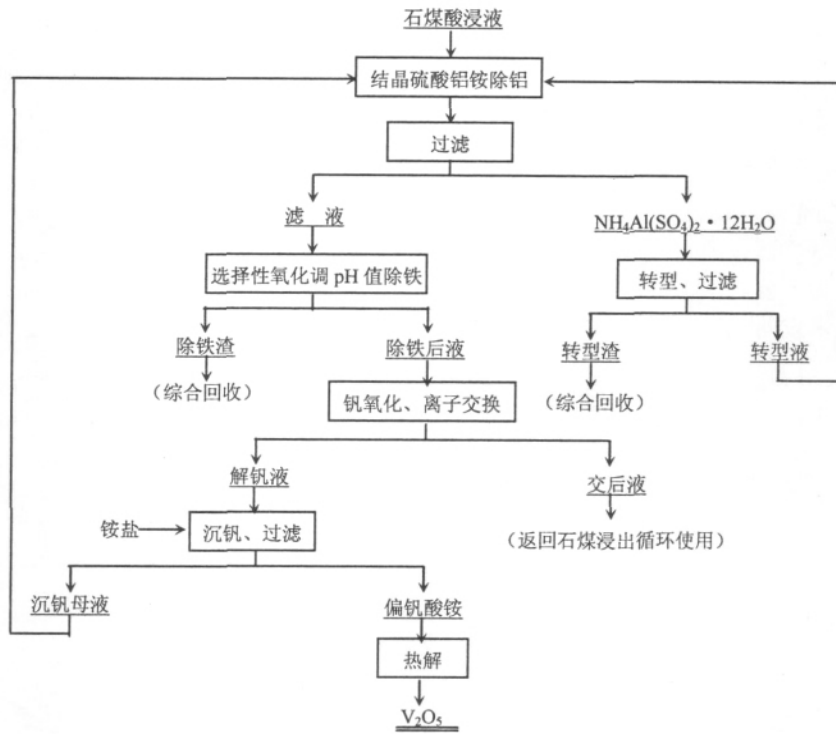 石煤酸浸液
结晶硫酸铝铵除铝
过滤
滤 液
NH₄Al(SO₄)₂·12H₂O
选择性氧化调 pH 值除铁
转型、过滤
除铁渣
除铁后液
转型渣
转型液
(综合回收)
(综合回收)
钒氧化、离子交换
解钒液
交后液
铵盐
沉钒、过滤
(返回石煤浸出循环使用)
沉钒母液
偏钒酸铵
热解
V₂O₅